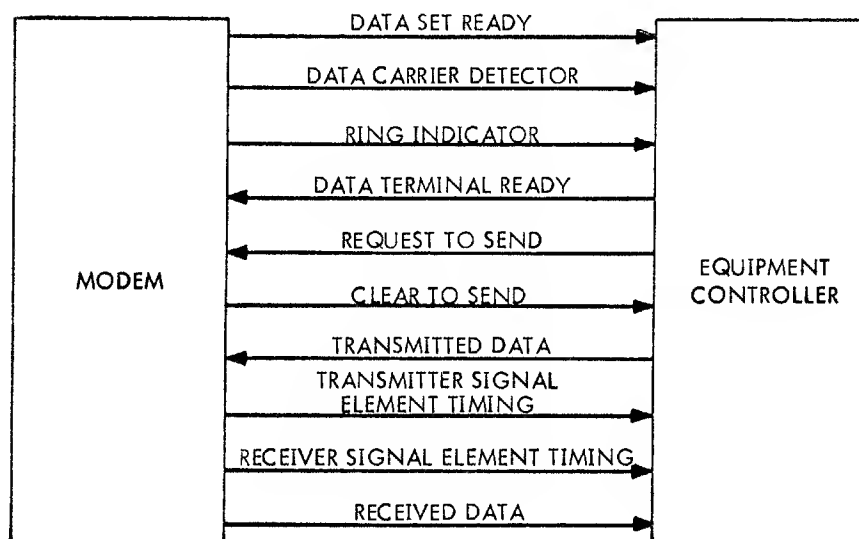 DATA SET READY
DATA CARRIER DETECTOR
RING INDICATOR
DATA TERMINAL READY
REQUEST TO SEND
MODEM
EQUIPMENT
CONTROLLER
CLEAR TO SEND
TRANSMITTED DATA
TRANSMITTER SIGNAL
ELEMENT TIMING
RECEIVER SIGNAL ELEMENT TIMING
RECEIVED DATA